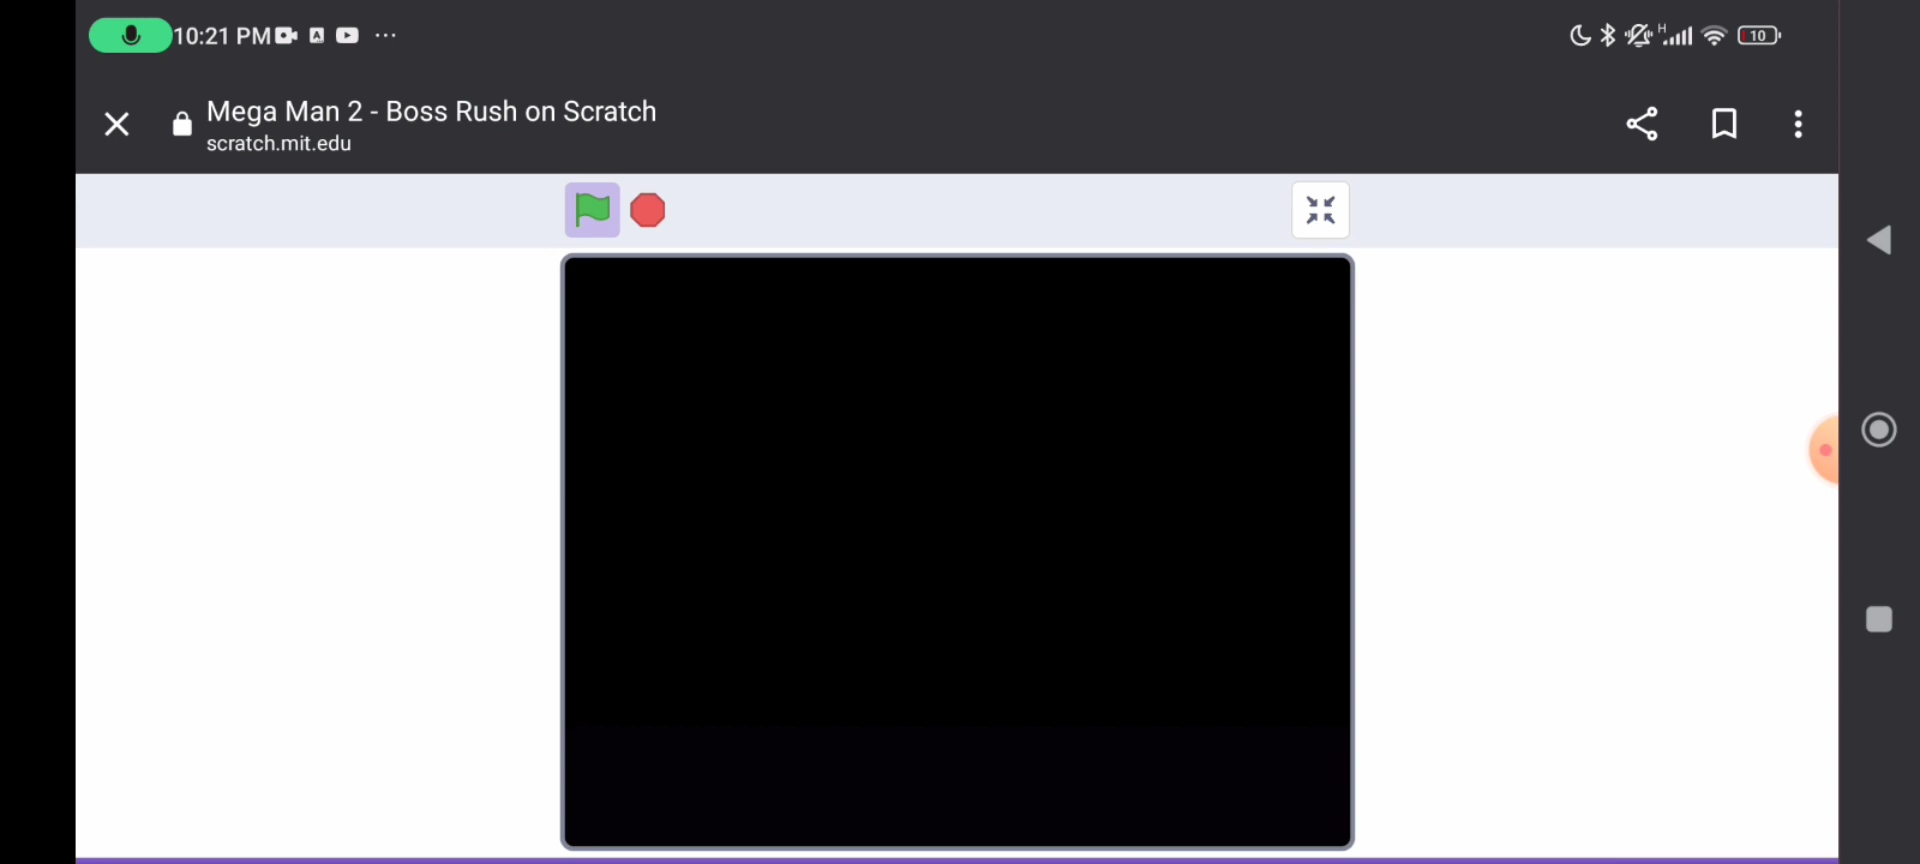 10:21 PM A ... H 10
Mega Man 2 - Boss Rush on Scratch
scratch.mit.edu